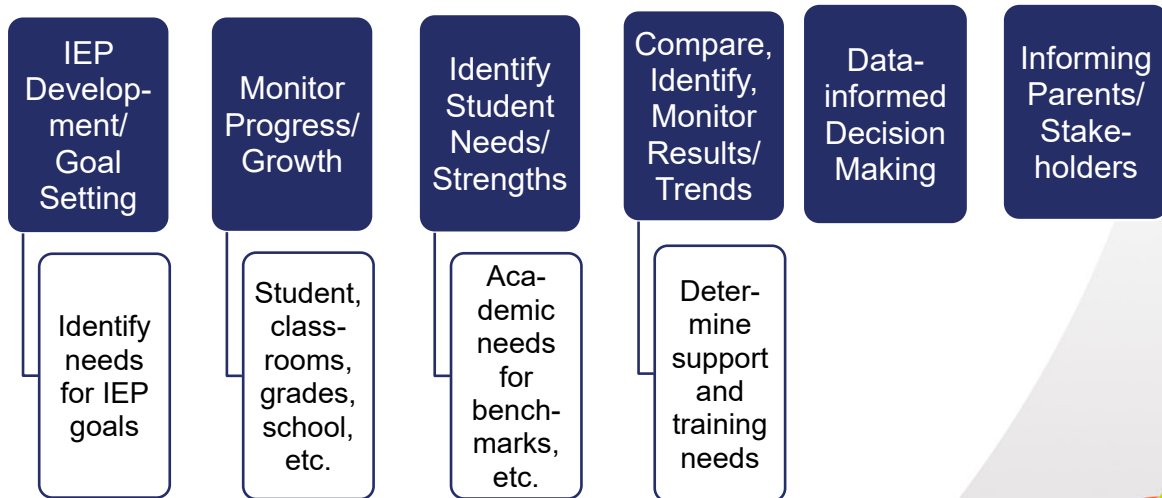 IEP
Develop-
ment/
Goal
Setting
Identify
needs
for IEP
goals
Monitor
Progress/
Growth
Student,
class-
rooms,
grades,
school,
etc.
Identify
Student
Needs/
Strengths
Aca-
demic
needs
for
bench-
marks,
etc.
Compare,
Identify,
Monitor
Results/
Trends
Deter-
mine
support
and
training
needs
Data-
informed
Decision
Making
Informing
Parents/
Stake-
holders